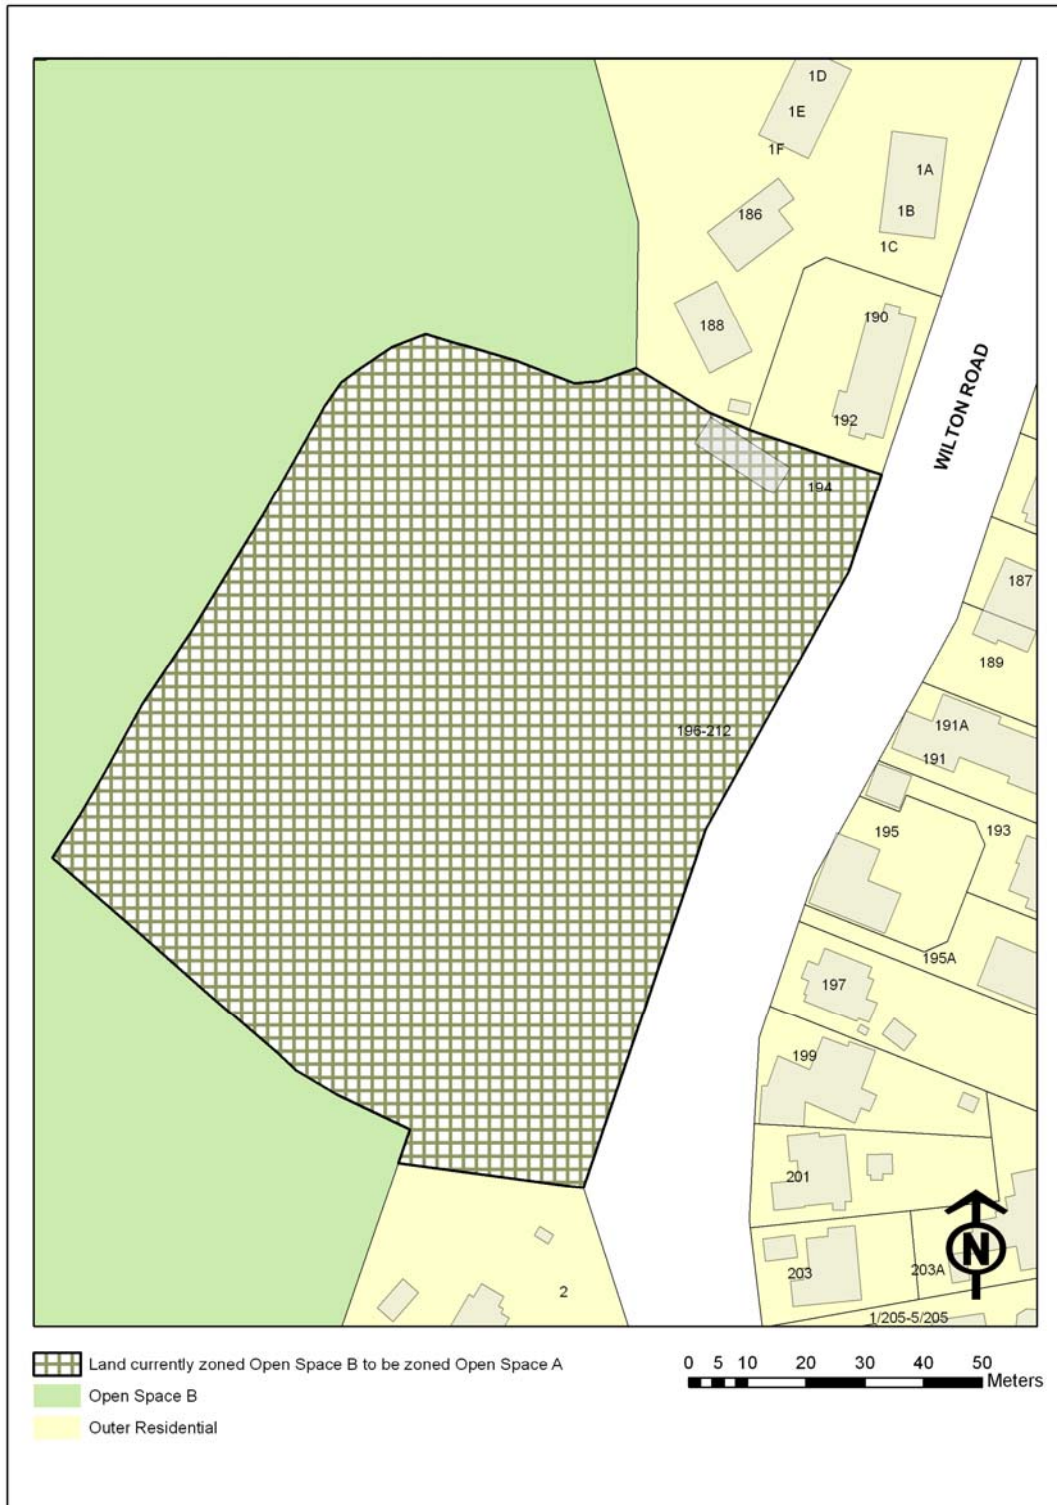 1D
1E
1F
1A
1B
1C
186
188
190
192
WILTON ROAD
194
187
189
196-212
191A
191
195
193
195A
197
199
201
203
203A
N
2
1/205-5/205
Land currently zoned Open Space B to be zoned Open Space A
Open Space B
Outer Residential
0 5 10 20 30 40 50
Meters